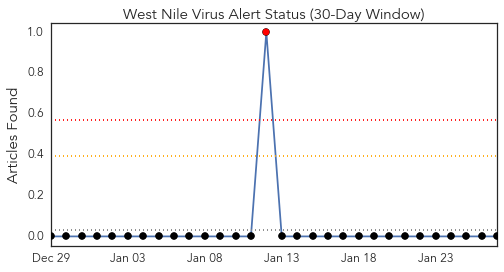 West Nile Virus Alert Status (30-Day Window)
Articles Found
1.0
0.8
0.6
0.4
0.2
0.0
Dec 29 Jan 03 Jan 08 Jan 13 Jan 18 Jan 23